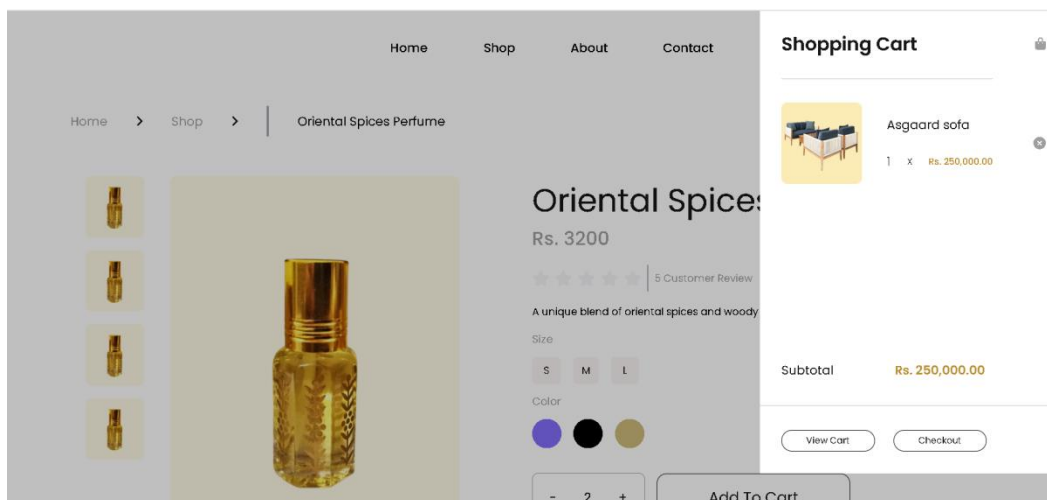 Home Shop About Contact
Shopping Cart
Home > Shop > Oriental Spices Perfume
Asgaard sofa
1 x Rs. 250,000.00
Oriental Spices
Rs. 3200
5 Customer Review
A unique blend of oriental spices and woody
Size
S M L
Color
Subtotal Rs. 250,000.00
View Cart Checkout
- 2 +
Add To Cart